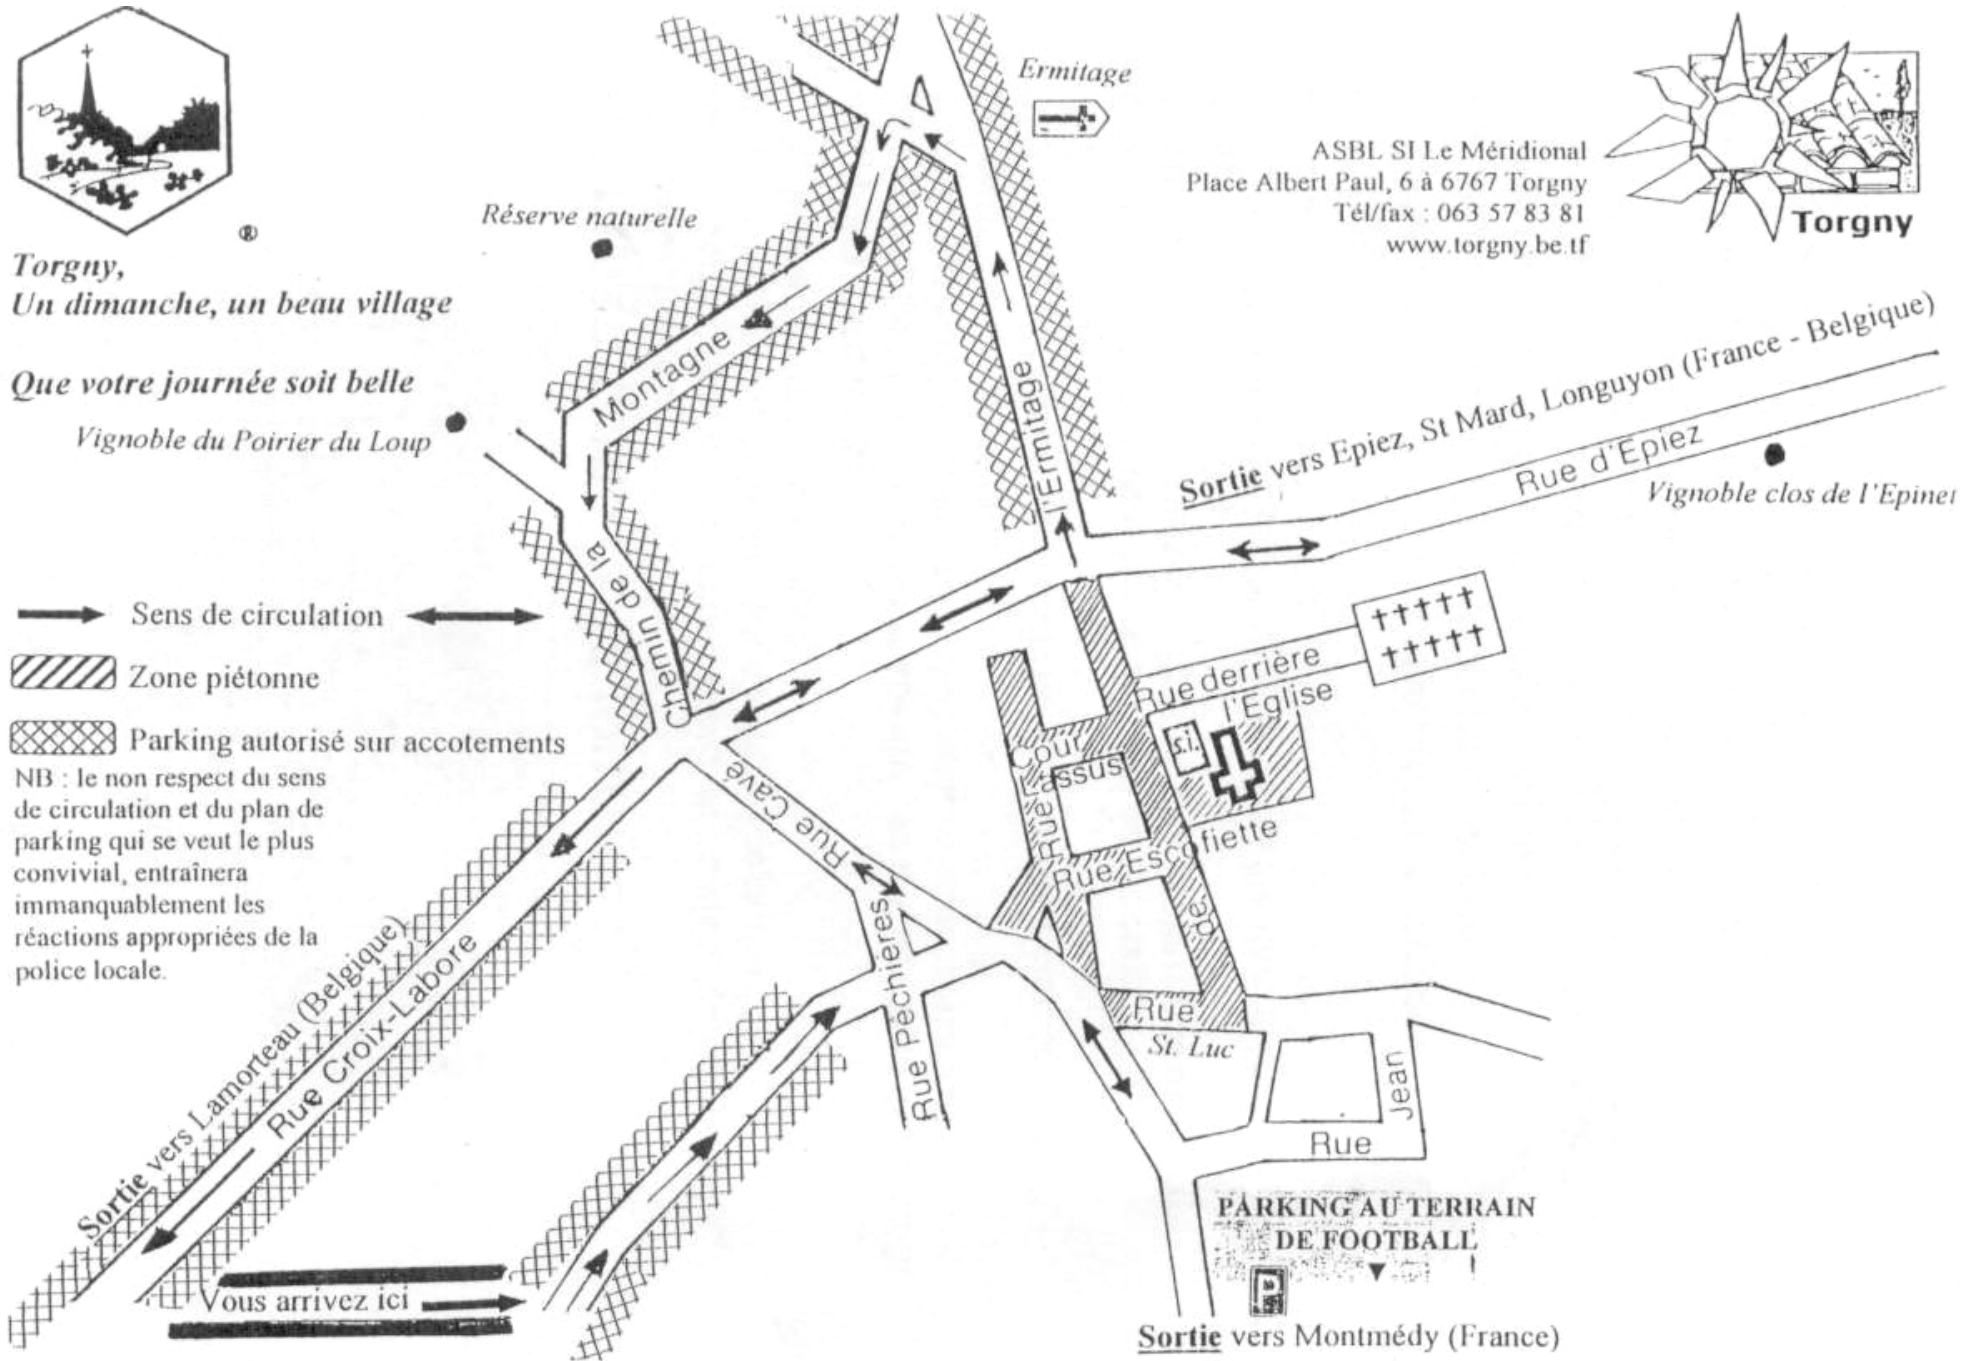 ®
Torgny,
Un dimanche, un beau village
Que votre journée soit belle
Vignoble du Poirier du Loup
Réserve naturelle
Ermitage
ASBL SI Le Méridional
Place Albert Paul, 6 à 6767 Torgny
Tél/fax : 063 57 83 81
www.torgny.be.tf
Torgny
Sortie vers Epiez, St Mard, Longuyon (France - Belgique)
Rue d'Epiez
Vignoble clos de l'Epinet
Montagne
l'Ermitage
Chemin de la
Sens de circulation
Zone piétonne
Parking autorisé sur accotements
NB : le non respect du sens
de circulation et du plan de
parking qui se veut le plus
convivial, entraînera
immanquablement les
réactions appropriées de la
police locale.
Rue derrière
l'Eglise
s.i.
Cour
Lassus
Rue
Rue Escofiette
de
Rue
St. Luc
Rue Cavé
Rue Péchières
Jean
Rue
Sortie vers Lamorteau (Belgique)
Rue Croix-Labore
Vous arrivez ici
PARKING AU TERRAIN
DE FOOTBALL
P
Sortie vers Montmédy (France)